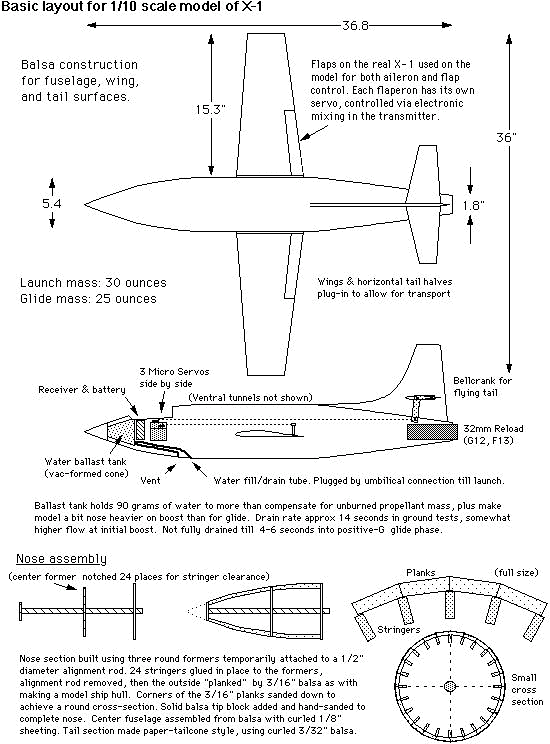 Basic layout for 1/10 scale model of X-1
36.8
Balsa construction
for fuselage, wing,
and tail surfaces.
Flaps on the real X-1 used on the
model for both aileron and flap
control. Each flaperon has its own
servo, controlled via electronic
mixing in the transmitter.
15.3"
36"
5.4
1.8"
Launch mass: 30 ounces
Glide mass: 25 ounces
Wings & horizontal tail halves
plug-in to allow for transport
3 Micro Servos
side by side
Receiver & battery
(Ventral tunnels not shown)
Bellcrank for
flying tail
32mm Reload
(G12, F13)
Water ballast tank
(vac-formed cone)
Vent
Water fill/drain tube. Plugged by umbilical connection till launch.
Ballast tank holds 90 grams of water to more than compensate for unburned propellant mass, plus make
model a bit nose heavier on boost than for glide. Drain rate approx 14 seconds in ground tests, somewhat
higher flow at initial boost. Not fully drained till 4-6 seconds into positive-G glide phase.
Nose assembly
(center former notched 24 places for stringer clearance)
Planks
(full size)
Stringers
Small
cross
section
Nose section built using three round formers temporarily attached to a 1/2"
diameter alignment rod. 24 stringers glued in place to the formers,
alignment rod removed, then the outside "planked" by 3/16" balsa as with
making a model ship hull. Corners of the 3/16" planks sanded down to
achieve a round cross-section. Solid balsa tip block added and hand-sanded to
complete nose. Center fuselage assembled from balsa with curled 1/8"
sheeting. Tail section made paper-tailcone style, using curled 3/32" balsa.